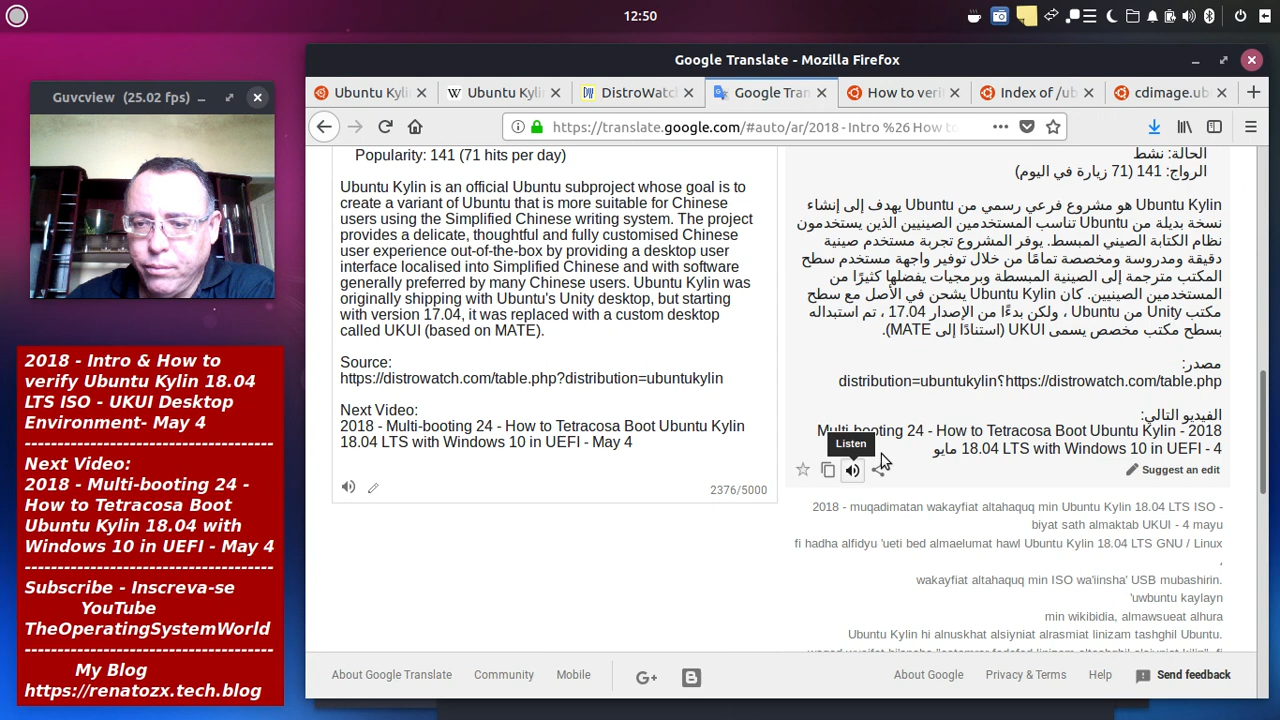 12:50
Guvcview (25.02 fps)
2018 - Intro & How to
verify Ubuntu Kylin 18.04
LTS ISO - UKUI Desktop
Environment- May 4
-----------------------------------------
Next Video:
2018 - Multi-booting 24 -
How to Tetracosa Boot
Ubuntu Kylin 18.04 with
Windows 10 in UEFI - May 4
-----------------------------------------
Subscribe - Inscreva-se
YouTube
TheOperatingSystemWorld
-----------------------------------------
My Blog
https://renatozx.tech.blog
Google Translate - Mozilla Firefox
Ubuntu Kyli
Ubuntu Kyli
DistroWatc
Google Tran
How to veri
Index of /ub
cdimage.ub
https://translate.google.com/#auto/ar/2018 - Intro %26 How to
Popularity: 141 (71 hits per day)
Ubuntu Kylin is an official Ubuntu subproject whose goal is to
create a variant of Ubuntu that is more suitable for Chinese
users using the Simplified Chinese writing system. The project
provides a delicate, thoughtful and fully customised Chinese
user experience out-of-the-box by providing a desktop user
interface localised into Simplified Chinese and with software
generally preferred by many Chinese users. Ubuntu Kylin was
originally shipping with Ubuntu's Unity desktop, but starting
with version 17.04, it was replaced with a custom desktop
called UKUI (based on MATE).
Source:
https://distrowatch.com/table.php?distribution=ubuntukylin
Next Video:
2018 - Multi-booting 24 - How to Tetracosa Boot Ubuntu Kylin
18.04 LTS with Windows 10 in UEFI - May 4
2376/5000
الحالة: نشط
الرواج: 141 (71 زيارة في اليوم)
Ubuntu Kylin هو مشروع فرعي رسمي من Ubuntu يهدف إلى إنشاء
نسخة بديلة من Ubuntu تناسب المستخدمين الصينيين الذين يستخدمون
نظام الكتابة الصيني المبسط. يوفر المشروع تجربة مستخدم صينية
دقيقة ومدروسة ومخصصة تمامًا من خلال توفير واجهة مستخدم سطح
المكتب مترجمة إلى الصينية المبسطة وبرمجيات يفضلها كثيرًا من
المستخدمين الصينيين. كان Ubuntu Kylin يشحن في الأصل مع سطح
مكتب Unity من Ubuntu ، ولكن بدءًا من الإصدار 17.04 ، تم استبداله
بسطح مكتب مخصص يسمى UKUI (استنادًا إلى MATE).
مصدر:
https://distrowatch.com/table.php؟distribution=ubuntukylin
الفيديو التالي:
2018 - Multi-booting 24 - How to Tetracosa Boot Ubuntu Kylin
18.04 LTS with Windows 10 in UEFI - 4 مايو
Listen
Suggest an edit
2018 - muqadimatan wakayfiat altahaquq min Ubuntu Kylin 18.04 LTS ISO -
biyat sath almaktab UKUI - 4 mayu
fi hadha alfidyu 'ueti bed almaelumat hawl Ubuntu Kylin 18.04 LTS GNU / Linux
,
wakayfiat altahaquq min ISO wa'iinsha' USB mubashirin.
'uwbuntu kaylayn
min wikibidia, almawsueat alhura
Ubuntu Kylin hi alnuskhat alsiyniat alrasmiat linizam tashghil Ubuntu.
About Google Translate
Community
Mobile
G+
About Google
Privacy & Terms
Help
Send feedback